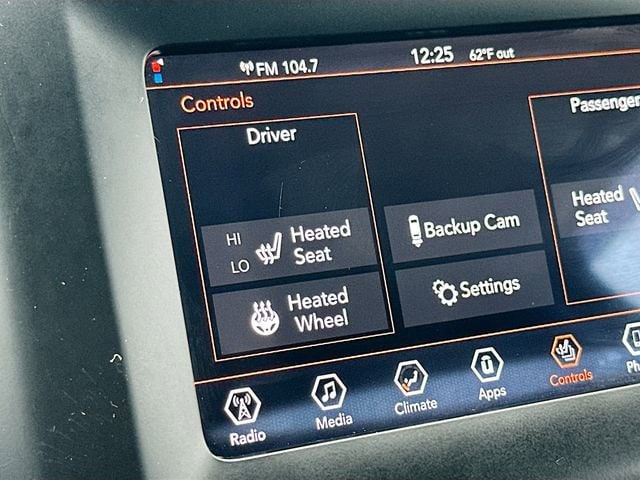 FM 104.7
12:25
62°F out
Controls
Driver
Passenger
HI
LO
Heated
Seat
Backup Cam
Heated
Seat
Heated
Wheel
Settings
Radio
Media
Climate
Apps
Controls